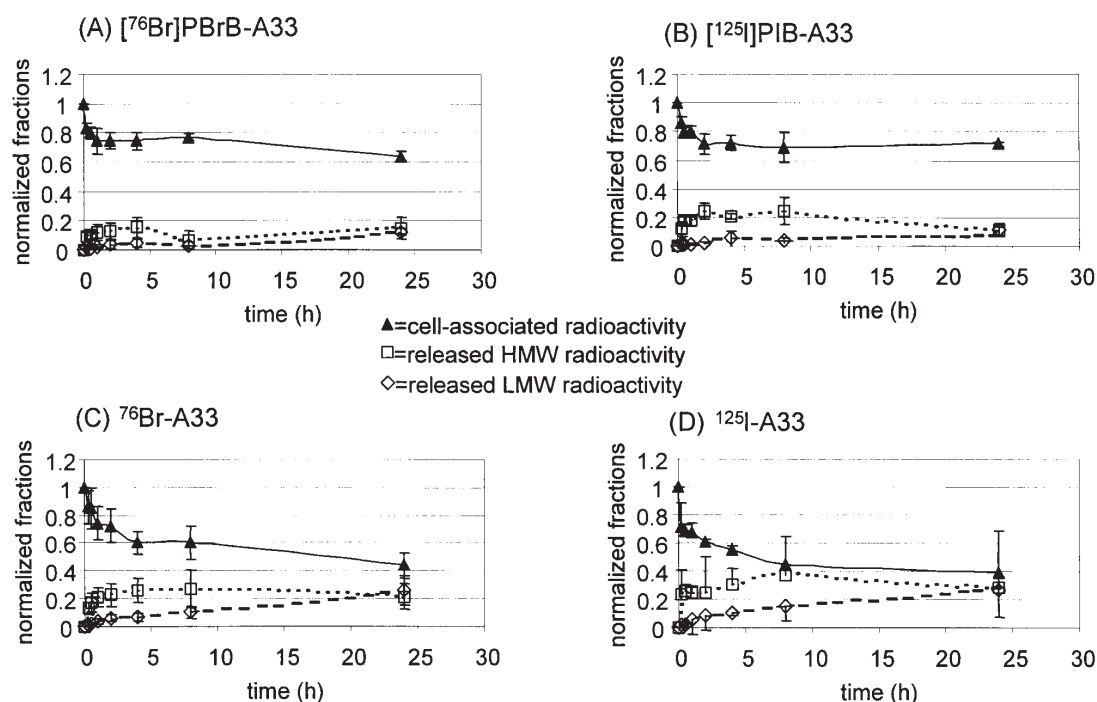 (A) [⁷⁶Br]PBrB-A33
normalized fractions
1.2
1
0.8
0.6
0.4
0.2
0
0 5 10 15 20 25 30
time (h)
(B) [¹²⁵I]PIB-A33
normalized fractions
1.2
1
0.8
0.6
0.4
0.2
0
0 5 10 15 20 25 30
time (h)
▲=cell-associated radioactivity
□=released HMW radioactivity
◇=released LMW radioactivity
(C) ⁷⁶Br-A33
normalized fractions
1.2
1
0.8
0.6
0.4
0.2
0
0 5 10 15 20 25 30
time (h)
(D) ¹²⁵I-A33
normalized fractions
1.2
1
0.8
0.6
0.4
0.2
0
0 5 10 15 20 25 30
time (h)